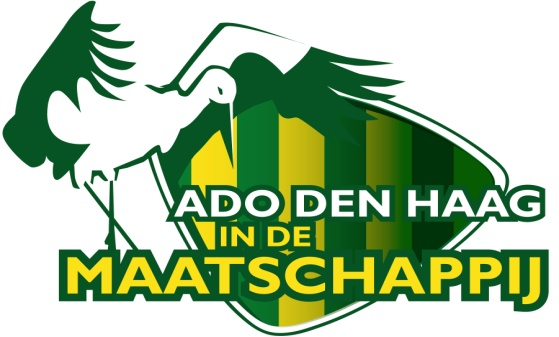 ADO DEN HAAG
IN DE
MAATSCHAPPIJ